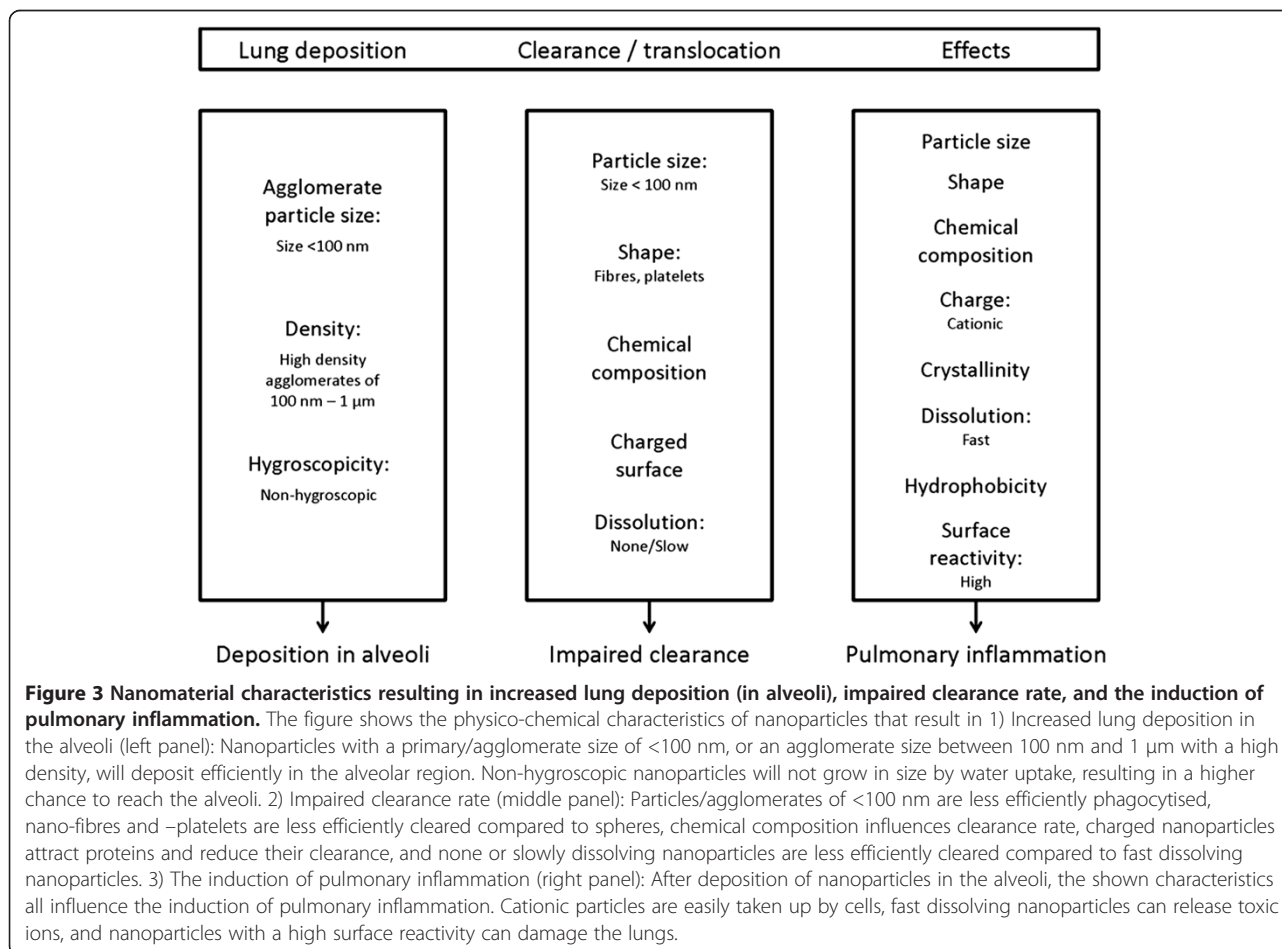 Lung deposition
Clearance / translocation
Effects
Agglomerate
particle size:
Size <100 nm
Density:
High density
agglomerates of
100 nm – 1 µm
Hygroscopicity:
Non-hygroscopic
Deposition in alveoli
Particle size:
Size < 100 nm
Shape:
Fibres, platelets
Chemical
composition
Charged
surface
Dissolution:
None/Slow
Impaired clearance
Particle size
Shape
Chemical
composition
Charge:
Cationic
Crystallinity
Dissolution:
Fast
Hydrophobicity
Surface
reactivity:
High
Pulmonary inflammation
Figure 3 Nanomaterial characteristics resulting in increased lung deposition (in alveoli), impaired clearance rate, and the induction of
pulmonary inflammation. The figure shows the physico-chemical characteristics of nanoparticles that result in 1) Increased lung deposition in
the alveoli (left panel): Nanoparticles with a primary/agglomerate size of <100 nm, or an agglomerate size between 100 nm and 1 µm with a high
density, will deposit efficiently in the alveolar region. Non-hygroscopic nanoparticles will not grow in size by water uptake, resulting in a higher
chance to reach the alveoli. 2) Impaired clearance rate (middle panel): Particles/agglomerates of <100 nm are less efficiently phagocytised,
nano-fibres and –platelets are less efficiently cleared compared to spheres, chemical composition influences clearance rate, charged nanoparticles
attract proteins and reduce their clearance, and none or slowly dissolving nanoparticles are less efficiently cleared compared to fast dissolving
nanoparticles. 3) The induction of pulmonary inflammation (right panel): After deposition of nanoparticles in the alveoli, the shown characteristics
all influence the induction of pulmonary inflammation. Cationic particles are easily taken up by cells, fast dissolving nanoparticles can release toxic
ions, and nanoparticles with a high surface reactivity can damage the lungs.